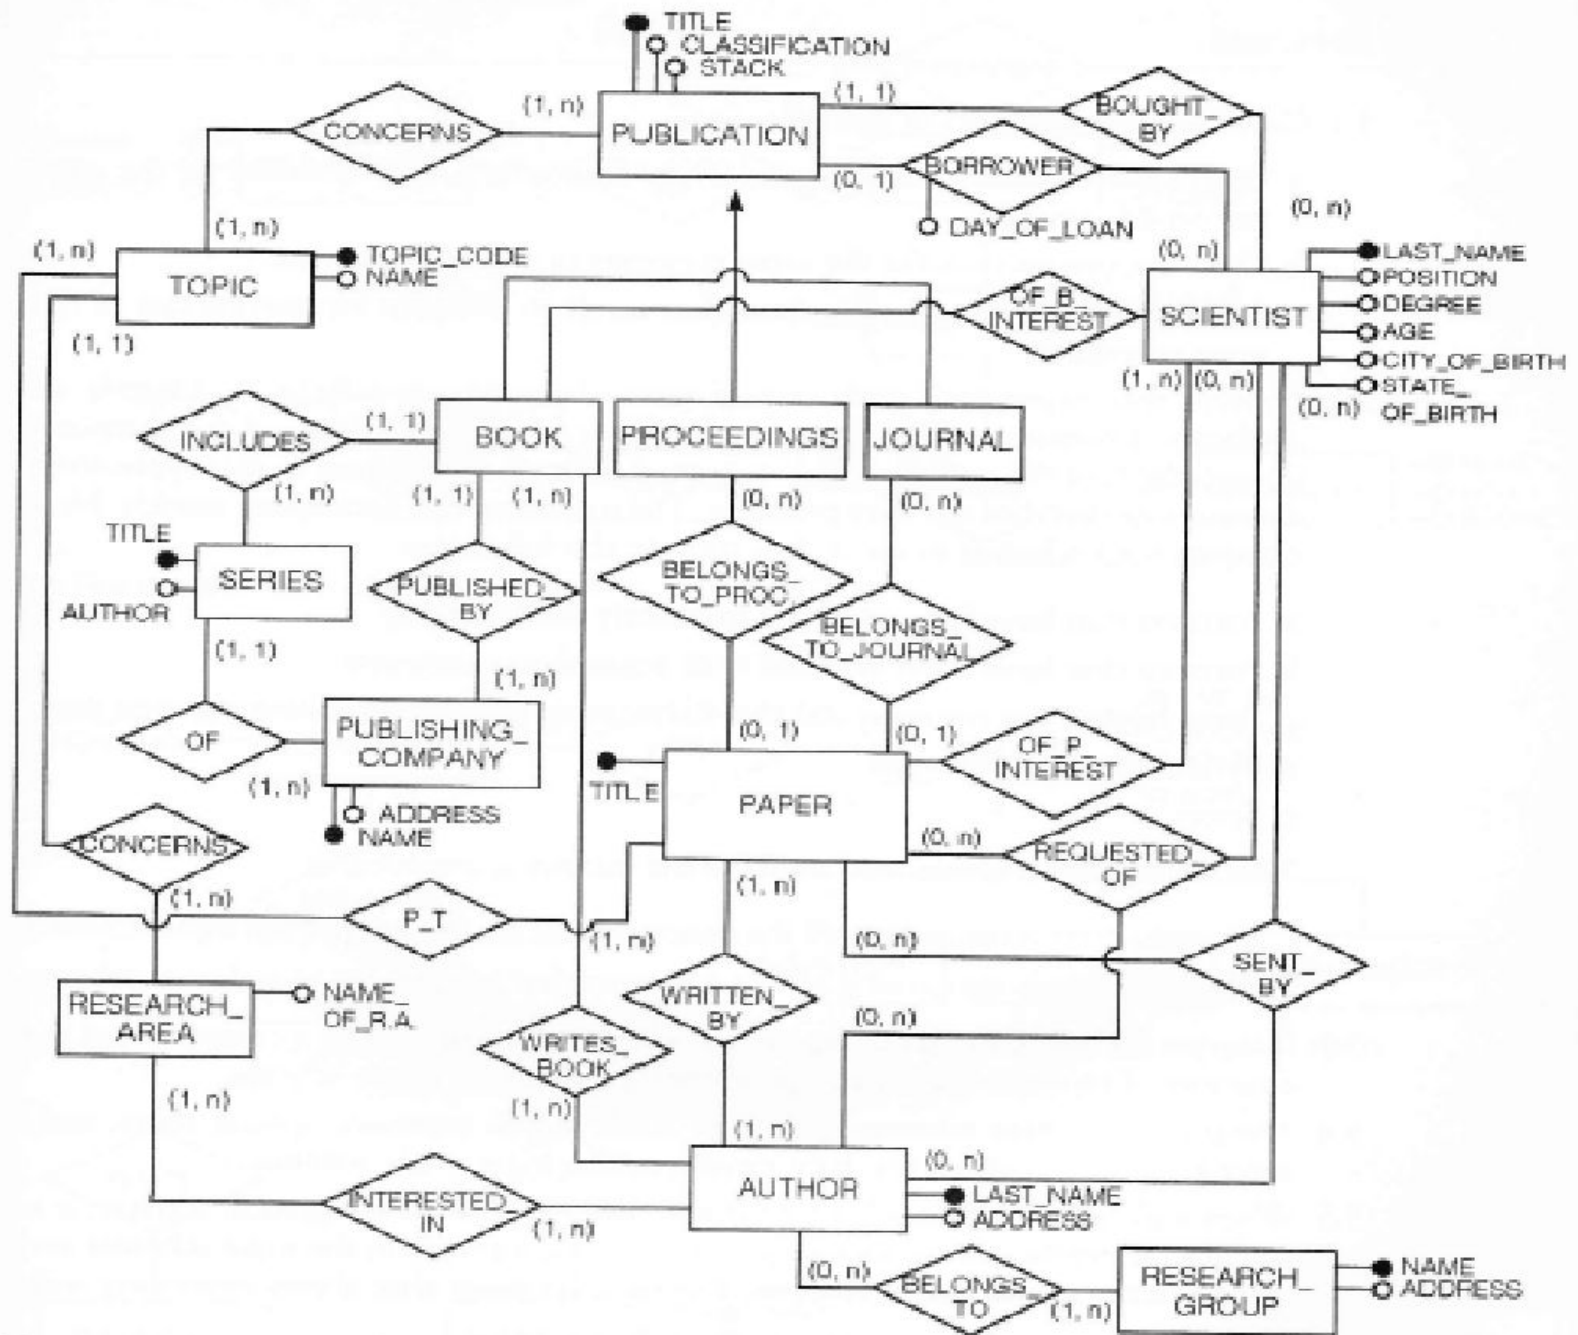 TITLE
CLASSIFICATION
STACK
(1, n)
PUBLICATION
(1, 1)
BOUGHT_
BY
CONCERNS
(0, 1)
BORROWER
DAY_OF_LOAN
(0, n)
(1, n)
(1, n)
TOPIC
TOPIC_CODE
NAME
(1, 1)
(0, n)
OF_B_
INTEREST
SCIENTIST
LAST_NAME
POSITION
DEGREE
AGE
CITY_OF_BIRTH
STATE_
OF_BIRTH
(1, n)
(0, n)
(0, n)
INCLUDES
(1, 1)
BOOK
PROCEEDINGS
JOURNAL
(1, n)
(1, 1)
(1, n)
(0, n)
(0, n)
TITLE
AUTHOR
SERIES
PUBLISHED_
BY
BELONGS_
TO_PROC.
BELONGS_
TO_JOURNAL
(1, 1)
(1, n)
OF
(1, n)
PUBLISHING_
COMPANY
ADDRESS
NAME
(0, 1)
(0, 1)
OF_P_
INTEREST
TITLE
PAPER
CONCERNS
(1, n)
(0, n)
REQUESTED_
OF
P_T
(1, n)
(1, n)
(0, n)
SENT_
BY
RESEARCH_
AREA
NAME_
OF_R.A.
WRITTEN_
BY
(0, n)
WRITES_
BOOK
(1, n)
(1, n)
(1, n)
(0, n)
INTERESTED_
IN
(1, n)
AUTHOR
LAST_NAME
ADDRESS
(0, n)
BELONGS_
TO
(1, n)
RESEARCH_
GROUP
NAME
ADDRESS